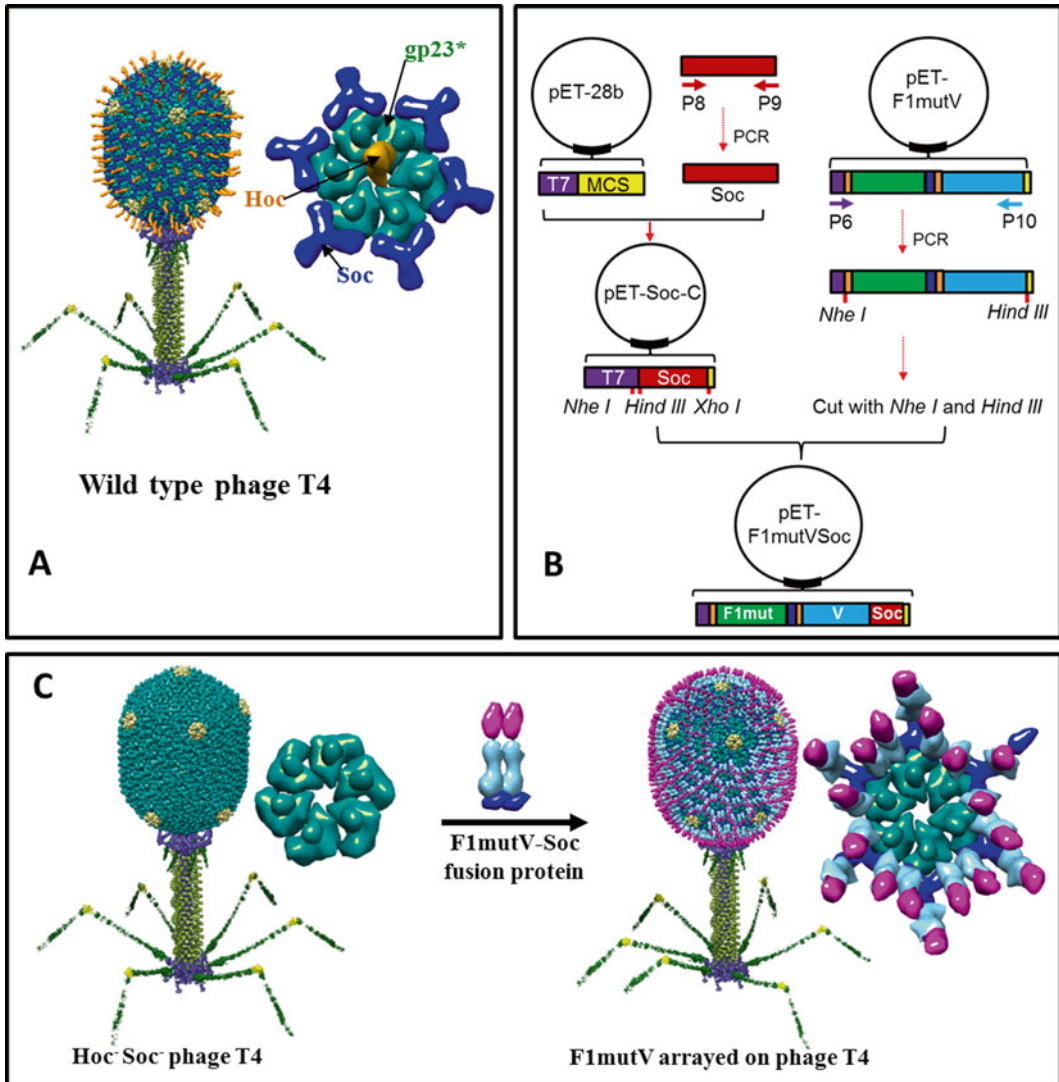 gp23*
Hoc
Soc
Wild type phage T4
A
pET-28b
T7 MCS
P8 P9
PCR
Soc
pET-
F1mutV
P6 P10
PCR
Nhe I Hind III
pET-Soc-C
T7 Soc
Nhe I Hind III Xho I
Cut with Nhe I and Hind III
pET-
F1mutVSoc
B
F1mut V Soc
C
F1mutV-Soc
fusion protein
Hoc⁻Soc⁻phage T4
F1mutV arrayed on phage T4